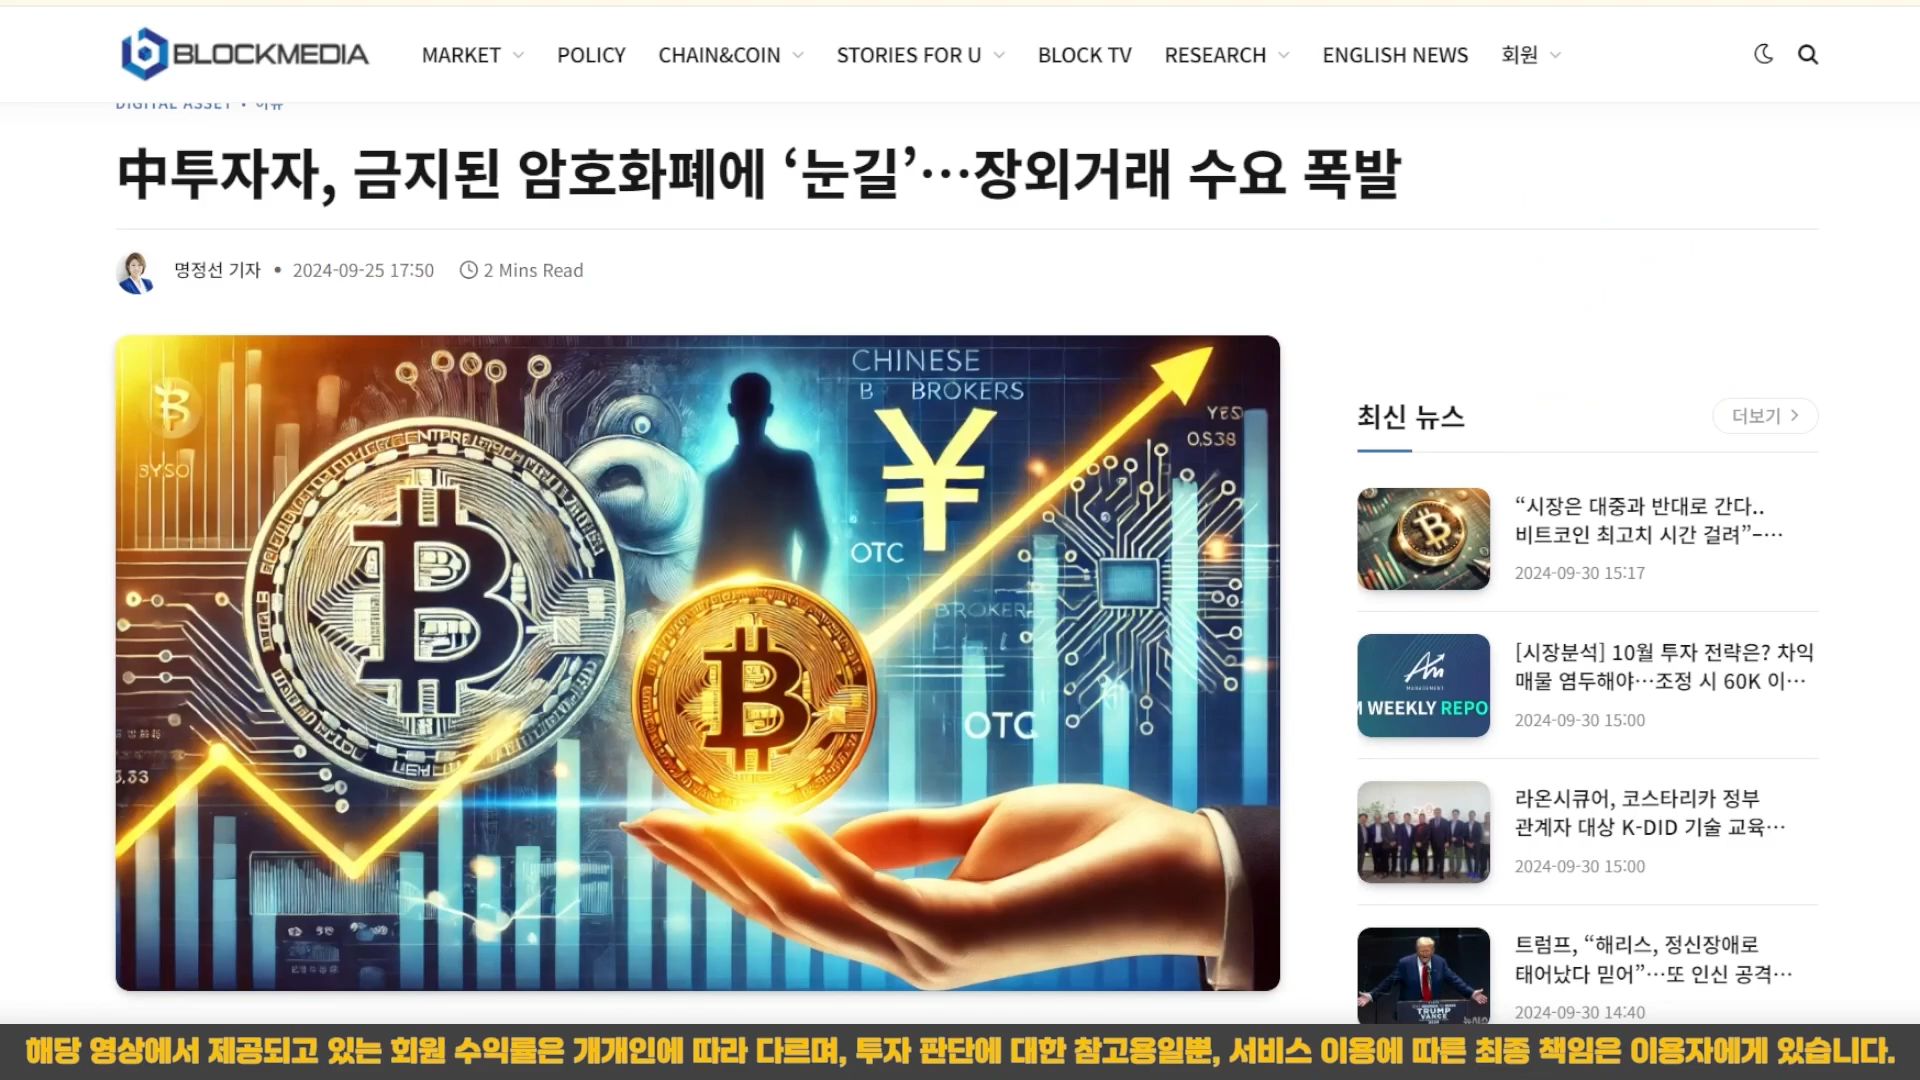 BLOCKMEDIA
MARKET POLICY CHAIN&COIN STORIES FOR U BLOCK TV RESEARCH ENGLISH NEWS 회원
DIGITAL ASSET • 이슈
中투자자, 금지된 암호화폐에 ‘눈길’…장외거래 수요 폭발
명정선 기자 • 2024-09-25 17:50 2 Mins Read
CHINESE
B BROKERS
YES
0,S38
BYSO
OTC
BROKER
OTC
최신 뉴스
더보기
“시장은 대중과 반대로 간다..
비트코인 최고치 시간 걸려”–…
2024-09-30 15:17
[시장분석] 10월 투자 전략은? 차익
매물 염두해야…조정 시 60K 이…
2024-09-30 15:00
MANAGEMENT
M WEEKLY REPO
라온시큐어, 코스타리카 정부
관계자 대상 K-DID 기술 교육…
2024-09-30 15:00
트럼프, “해리스, 정신장애로
태어났다 믿어”…또 인신 공격…
2024-09-30 14:40
TRUMP
VANCE
해당 영상에서 제공되고 있는 회원 수익률은 개개인에 따라 다르며, 투자 판단에 대한 참고용일뿐, 서비스 이용에 따른 최종 책임은 이용자에게 있습니다.